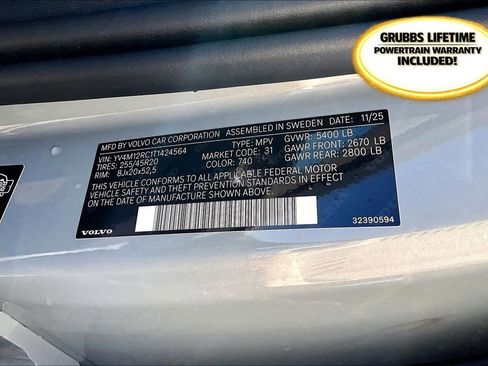 GRUBBS LIFETIME
POWERTRAIN WARRANTY
INCLUDED!
MFD BY VOLVO CAR CORPORATION ASSEMBLED IN SWEDEN 11/25
VIN: YV4M12RC1T1424564 TYPE: MPV GVWR: 5400 LB
TIRES: 255/45R20 MARKET CODE: 31 GAWR FRONT: 2670 LB
RIM: 8Jx20x52,5 COLOR: 740 GAWR REAR: 2800 LB
THIS VEHICLE CONFORMS TO ALL APPLICABLE FEDERAL MOTOR
VEHICLE SAFETY AND THEFT PREVENTION STANDARDS IN EFFECT
ON THE DATE OF MANUFACTURE SHOWN ABOVE.
VOLVO 32390594